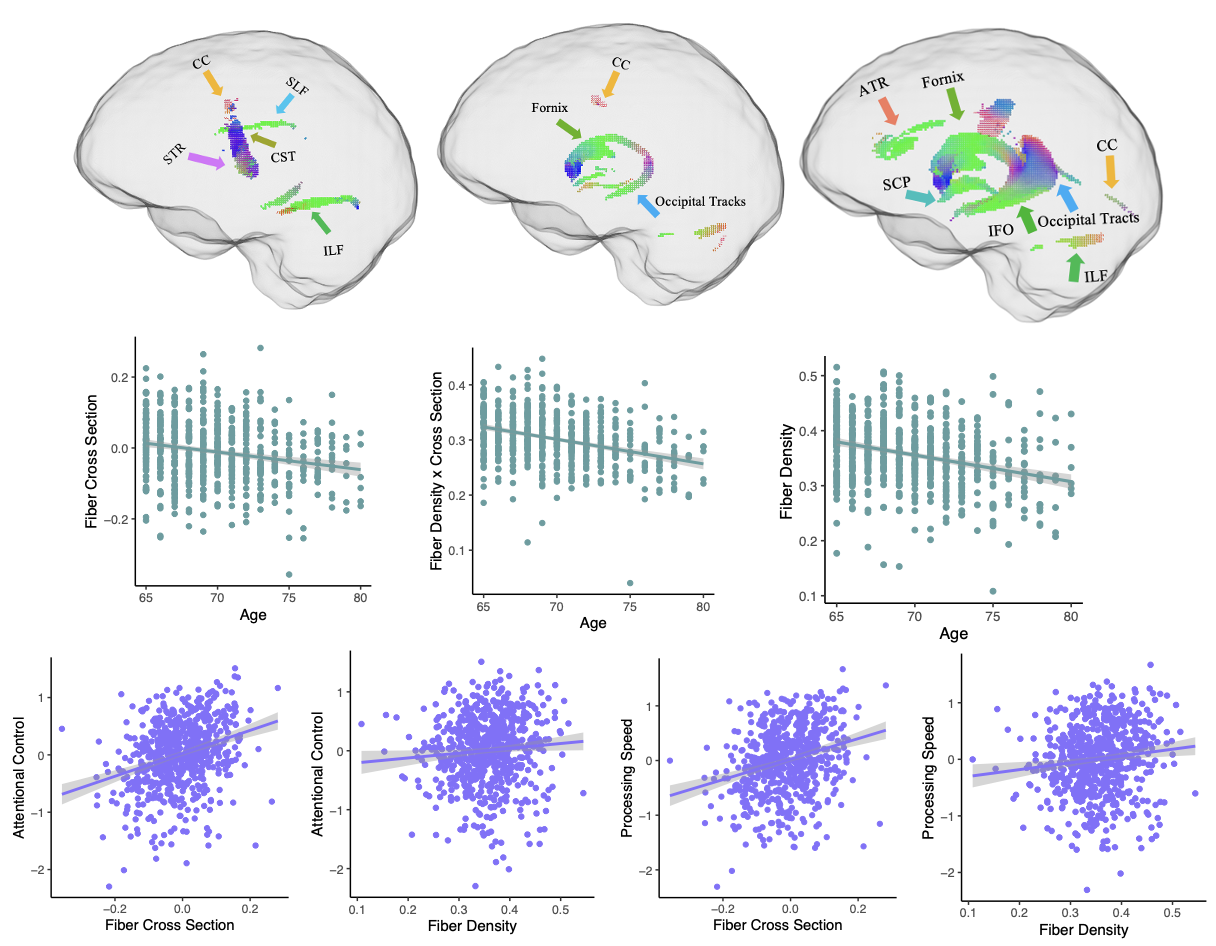 CC
SLF
STR
CST
ILF
CC
Fornix
Occipital Tracks
ATR
Fornix
CC
SCP
IFO
Occipital Tracts
ILF
Fiber Cross Section
0.2
0.0
−0.2
65
70
75
80
Age
Fiber Density x Cross Section
0.4
0.3
0.2
0.1
65
70
75
80
Age
Fiber Density
0.5
0.4
0.3
0.2
0.1
65
70
75
80
Age
Attentional Control
1
0
−1
−2
−0.2
0.0
0.2
Fiber Cross Section
Attentional Control
1
0
−1
−2
0.1
0.2
0.3
0.4
0.5
Fiber Density
Processing Speed
1
0
−1
−2
−0.2
0.0
0.2
Fiber Cross Section
Processing Speed
1
0
−1
−2
0.1
0.2
0.3
0.4
0.5
Fiber Density